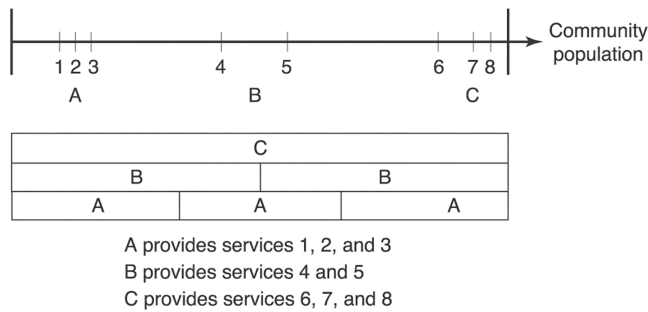 Community
population
1 2 3 4 5 6 7 8
A B C
C
B B
A A A
A provides services 1, 2, and 3
B provides services 4 and 5
C provides services 6, 7, and 8